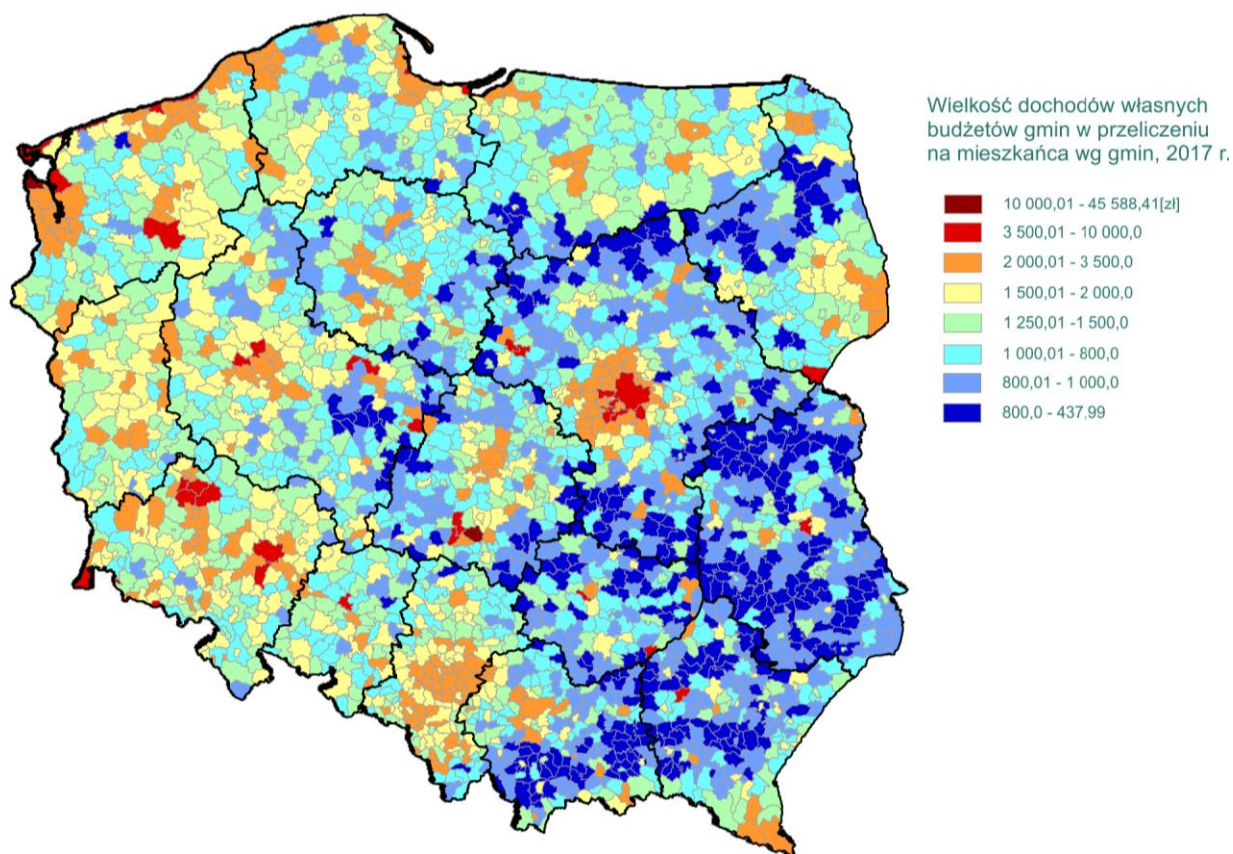 Wielkość dochodów własnych
budżetów gmin w przeliczeniu
na mieszkańca wg gmin, 2017 r.
10 000,01 - 45 588,41[zł]
3 500,01 - 10 000,0
2 000,01 - 3 500,0
1 500,01 - 2 000,0
1 250,01 -1 500,0
1 000,01 - 800,0
800,01 - 1 000,0
800,0 - 437,99